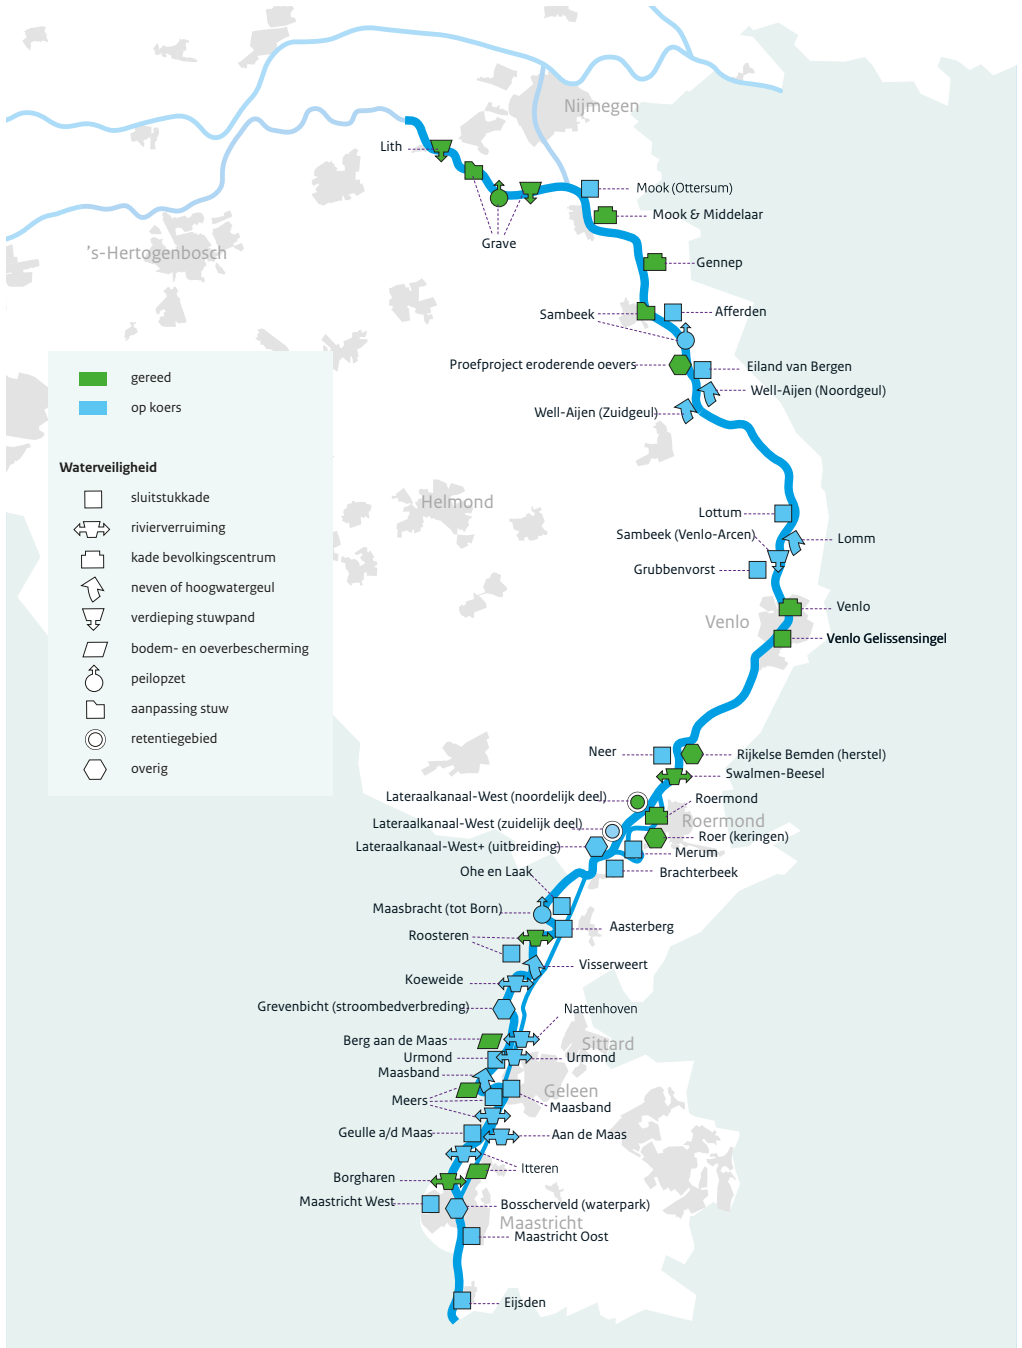 Nijmegen
Lith
Mook (Ottersum)
Mook & Middelaar
Grave
's-Hertogenbosch
Gennep
Sambeek
Afferden
Proefproject eroderende oevers
Eiland van Bergen
Well-Aijen (Noordgeul)
Well-Aijen (Zuidgeul)
gereed
op koers
Waterveiligheid
sluitstukkade
rivierverruiming
kade bevolkingscentrum
neven of hoogwatergeul
verdieping stuwpand
bodem- en oeverbescherming
peilopzet
aanpassing stuw
retentiegebied
overig
Helmond
Lottum
Sambeek (Venlo-Arcen)
Lomm
Grubbenvorst
Venlo
Venlo
Venlo Gelissensingel
Neer
Rijkelse Bemden (herstel)
Swalmen-Beesel
Lateraalkanaal-West (noordelijk deel)
Roermond
Roermond
Lateraalkanaal-West (zuidelijk deel)
Roer (keringen)
Lateraalkanaal-West+ (uitbreiding)
Merum
Ohe en Laak
Brachterbeek
Maasbracht (tot Born)
Aasterberg
Roosteren
Visserweert
Koeweide
Grevenbicht (stroombedverbreding)
Nattenhoven
Berg aan de Maas
Sittard
Urmond
Urmond
Maasband
Geleen
Meers
Maasband
Geulle a/d Maas
Aan de Maas
Itteren
Borgharen
Maastricht West
Bosscherveld (waterpark)
Maastricht
Maastricht Oost
Eijsden